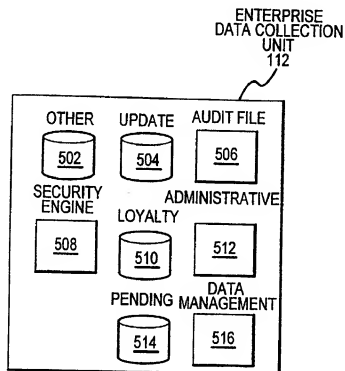 ENTERPRISE
DATA COLLECTION
UNIT
112
OTHER UPDATE AUDIT FILE
502 504 506
SECURITY
ENGINE
LOYALTY
ADMINISTRATIVE
508 510 512
PENDING
DATA
MANAGEMENT
514 516